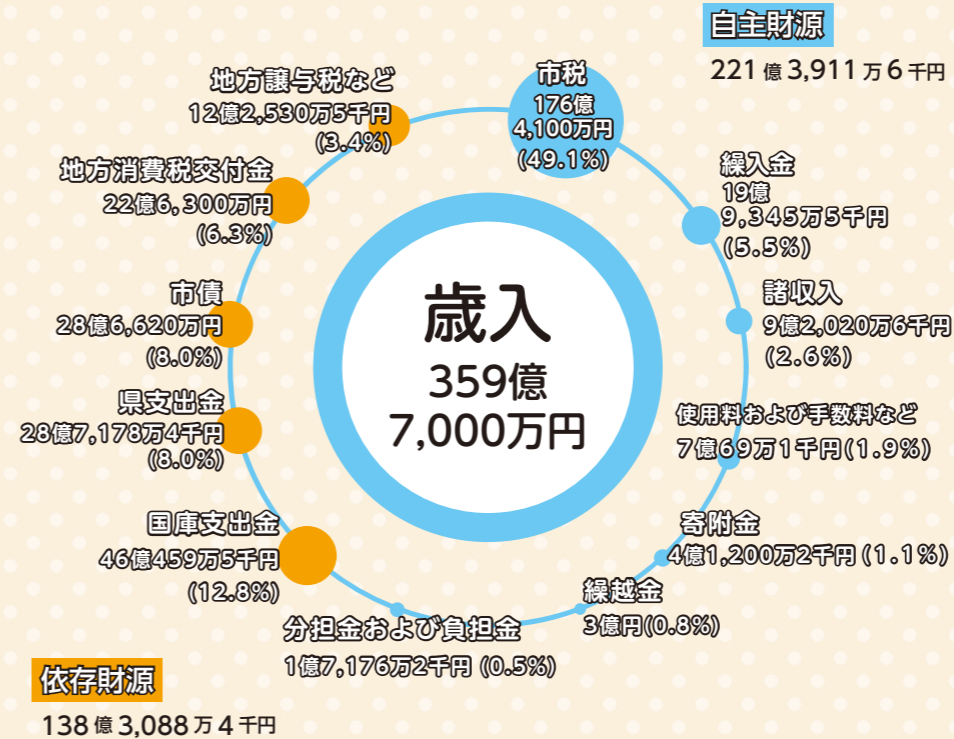 自主財源
221億3,911万6千円
市税
176億
4,100万円
(49.1%)
繰入金
19億
9,345万5千円
(5.5%)
諸収入
9億2,020万6千円
(2.6%)
使用料および手数料など
7億69万1千円(1.9%)
寄附金
4億1,200万2千円(1.1%)
繰越金
3億円(0.8%)
分担金および負担金
1億7,176万2千円 (0.5%)
国庫支出金
46億459万5千円
(12.8%)
県支出金
28億7,178万4千円
(8.0%)
市債
28億6,620万円
(8.0%)
地方消費税交付金
22億6,300万円
(6.3%)
地方譲与税など
12億2,530万5千円
(3.4%)
歳入
359億
7,000万円
依存財源
138億3,088万4千円